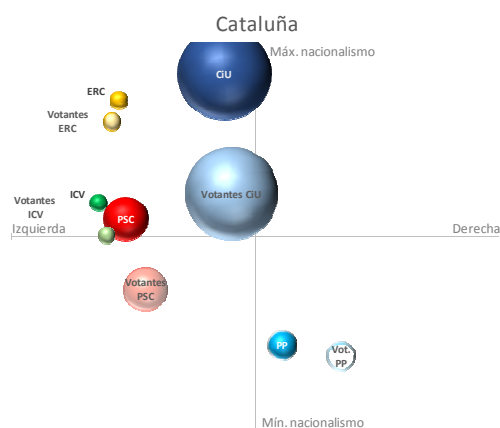 Cataluña
Máx. nacionalismo
CiU
ERC
Votantes
ERC
Votantes CiU
ICV
Votantes
ICV
PSC
Izquierda
Derecha
Votantes
PSC
PP
Vot.
PP
Mín. nacionalismo